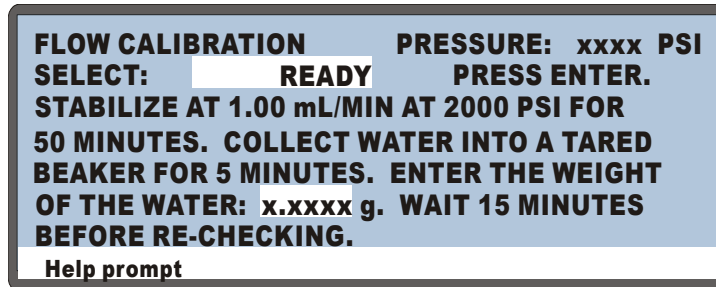 FLOW CALIBRATION PRESSURE: xxxx PSI
SELECT: READY PRESS ENTER.
STABILIZE AT 1.00 mL/MIN AT 2000 PSI FOR
50 MINUTES. COLLECT WATER INTO A TARED
BEAKER FOR 5 MINUTES. ENTER THE WEIGHT
OF THE WATER: x.xxxx g. WAIT 15 MINUTES
BEFORE RE-CHECKING.
Help prompt